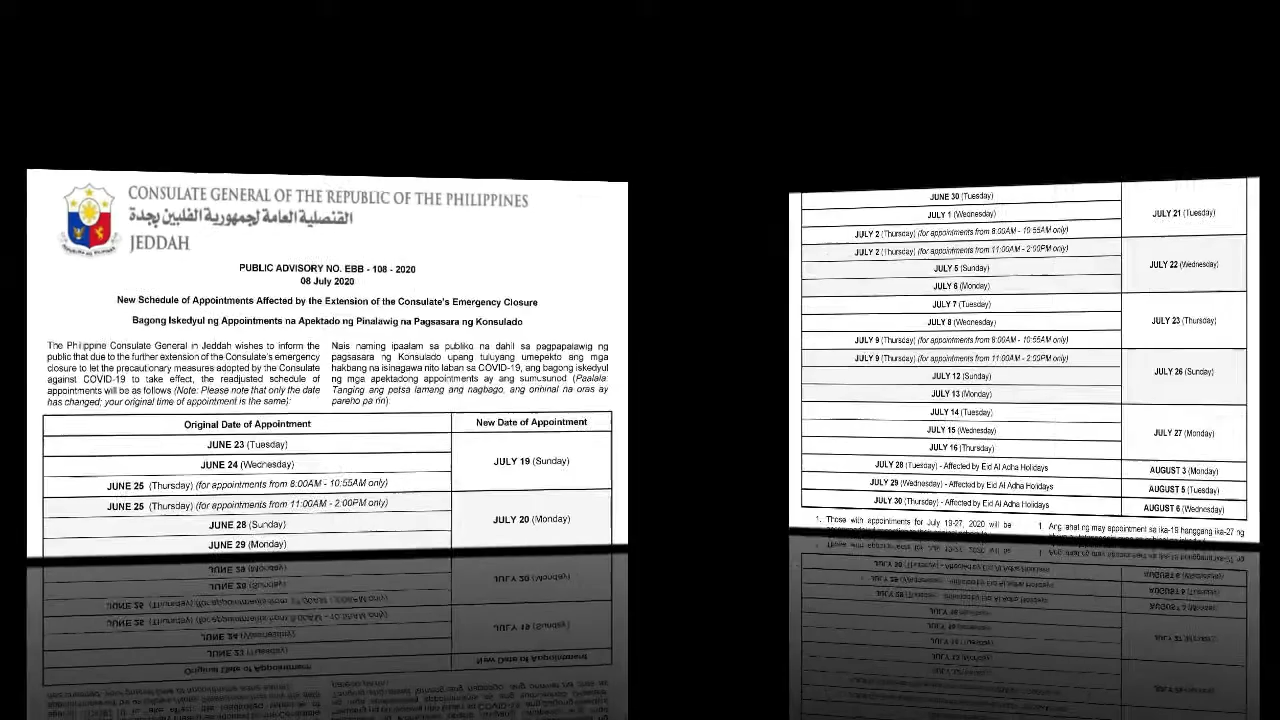 CONSULATE GENERAL OF THE REPUBLIC OF THE PHILIPPINES
القنصلية العامة لجمهورية الفلبين بجدة
JEDDAH
PUBLIC ADVISORY NO. EBB - 108 - 2020
08 July 2020
New Schedule of Appointments Affected by the Extension of the Consulate's Emergency Closure
Bagong Iskedyul ng Appointments na Apektado ng Pinalawig na Pagsasara ng Konsulado
The Philippine Consulate General in Jeddah wishes to inform the
public that due to the further extension of the Consulate's emergency
closure to let the precautionary measures adopted by the Consulate
against COVID-19 to take effect, the readjusted schedule of
appointments will be as follows (Note: Please note that only the date
has changed; your original time of appointment is the same):
Nais naming ipaalam sa publiko na dahil sa pagpapalawig ng
pagsasara ng Konsulado upang tuluyang umepekto ang mga
hakbang na isinagawa nito laban sa COVID-19, ang bagong iskedyul
ng mga apektadong appointments ay ang sumusunod (Paalala:
Tanging ang petsa lamang ang nagbago, ang orihinal na oras ay
pareho pa rin):
Original Date of Appointment
New Date of Appointment
JUNE 23 (Tuesday)
JUNE 24 (Wednesday)
JUNE 25 (Thursday) (for appointments from 8:00AM - 10:55AM only)
JULY 19 (Sunday)
JUNE 25 (Thursday) (for appointments from 11:00AM - 2:00PM only)
JUNE 28 (Sunday)
JUNE 29 (Monday)
JULY 20 (Monday)
JUNE 30 (Tuesday)
JULY 1 (Wednesday)
JULY 2 (Thursday) (for appointments from 8:00AM - 10:55AM only)
JULY 21 (Tuesday)
JULY 2 (Thursday) (for appointments from 11:00AM - 2:00PM only)
JULY 5 (Sunday)
JULY 6 (Monday)
JULY 22 (Wednesday)
JULY 7 (Tuesday)
JULY 8 (Wednesday)
JULY 9 (Thursday) (for appointments from 8:00AM - 10:55AM only)
JULY 23 (Thursday)
JULY 9 (Thursday) (for appointments from 11:00AM - 2:00PM only)
JULY 12 (Sunday)
JULY 13 (Monday)
JULY 26 (Sunday)
JULY 14 (Tuesday)
JULY 15 (Wednesday)
JULY 16 (Thursday)
JULY 27 (Monday)
JULY 28 (Tuesday) - Affected by Eid Al Adha Holidays
AUGUST 3 (Monday)
JULY 29 (Wednesday) - Affected by Eid Al Adha Holidays
AUGUST 5 (Tuesday)
JULY 30 (Thursday) - Affected by Eid Al Adha Holidays
AUGUST 6 (Wednesday)
1. Those with appointments for July 19-27, 2020 will be
1. Ang anng may appointment sa ika-19 hanggang ika-27 ng